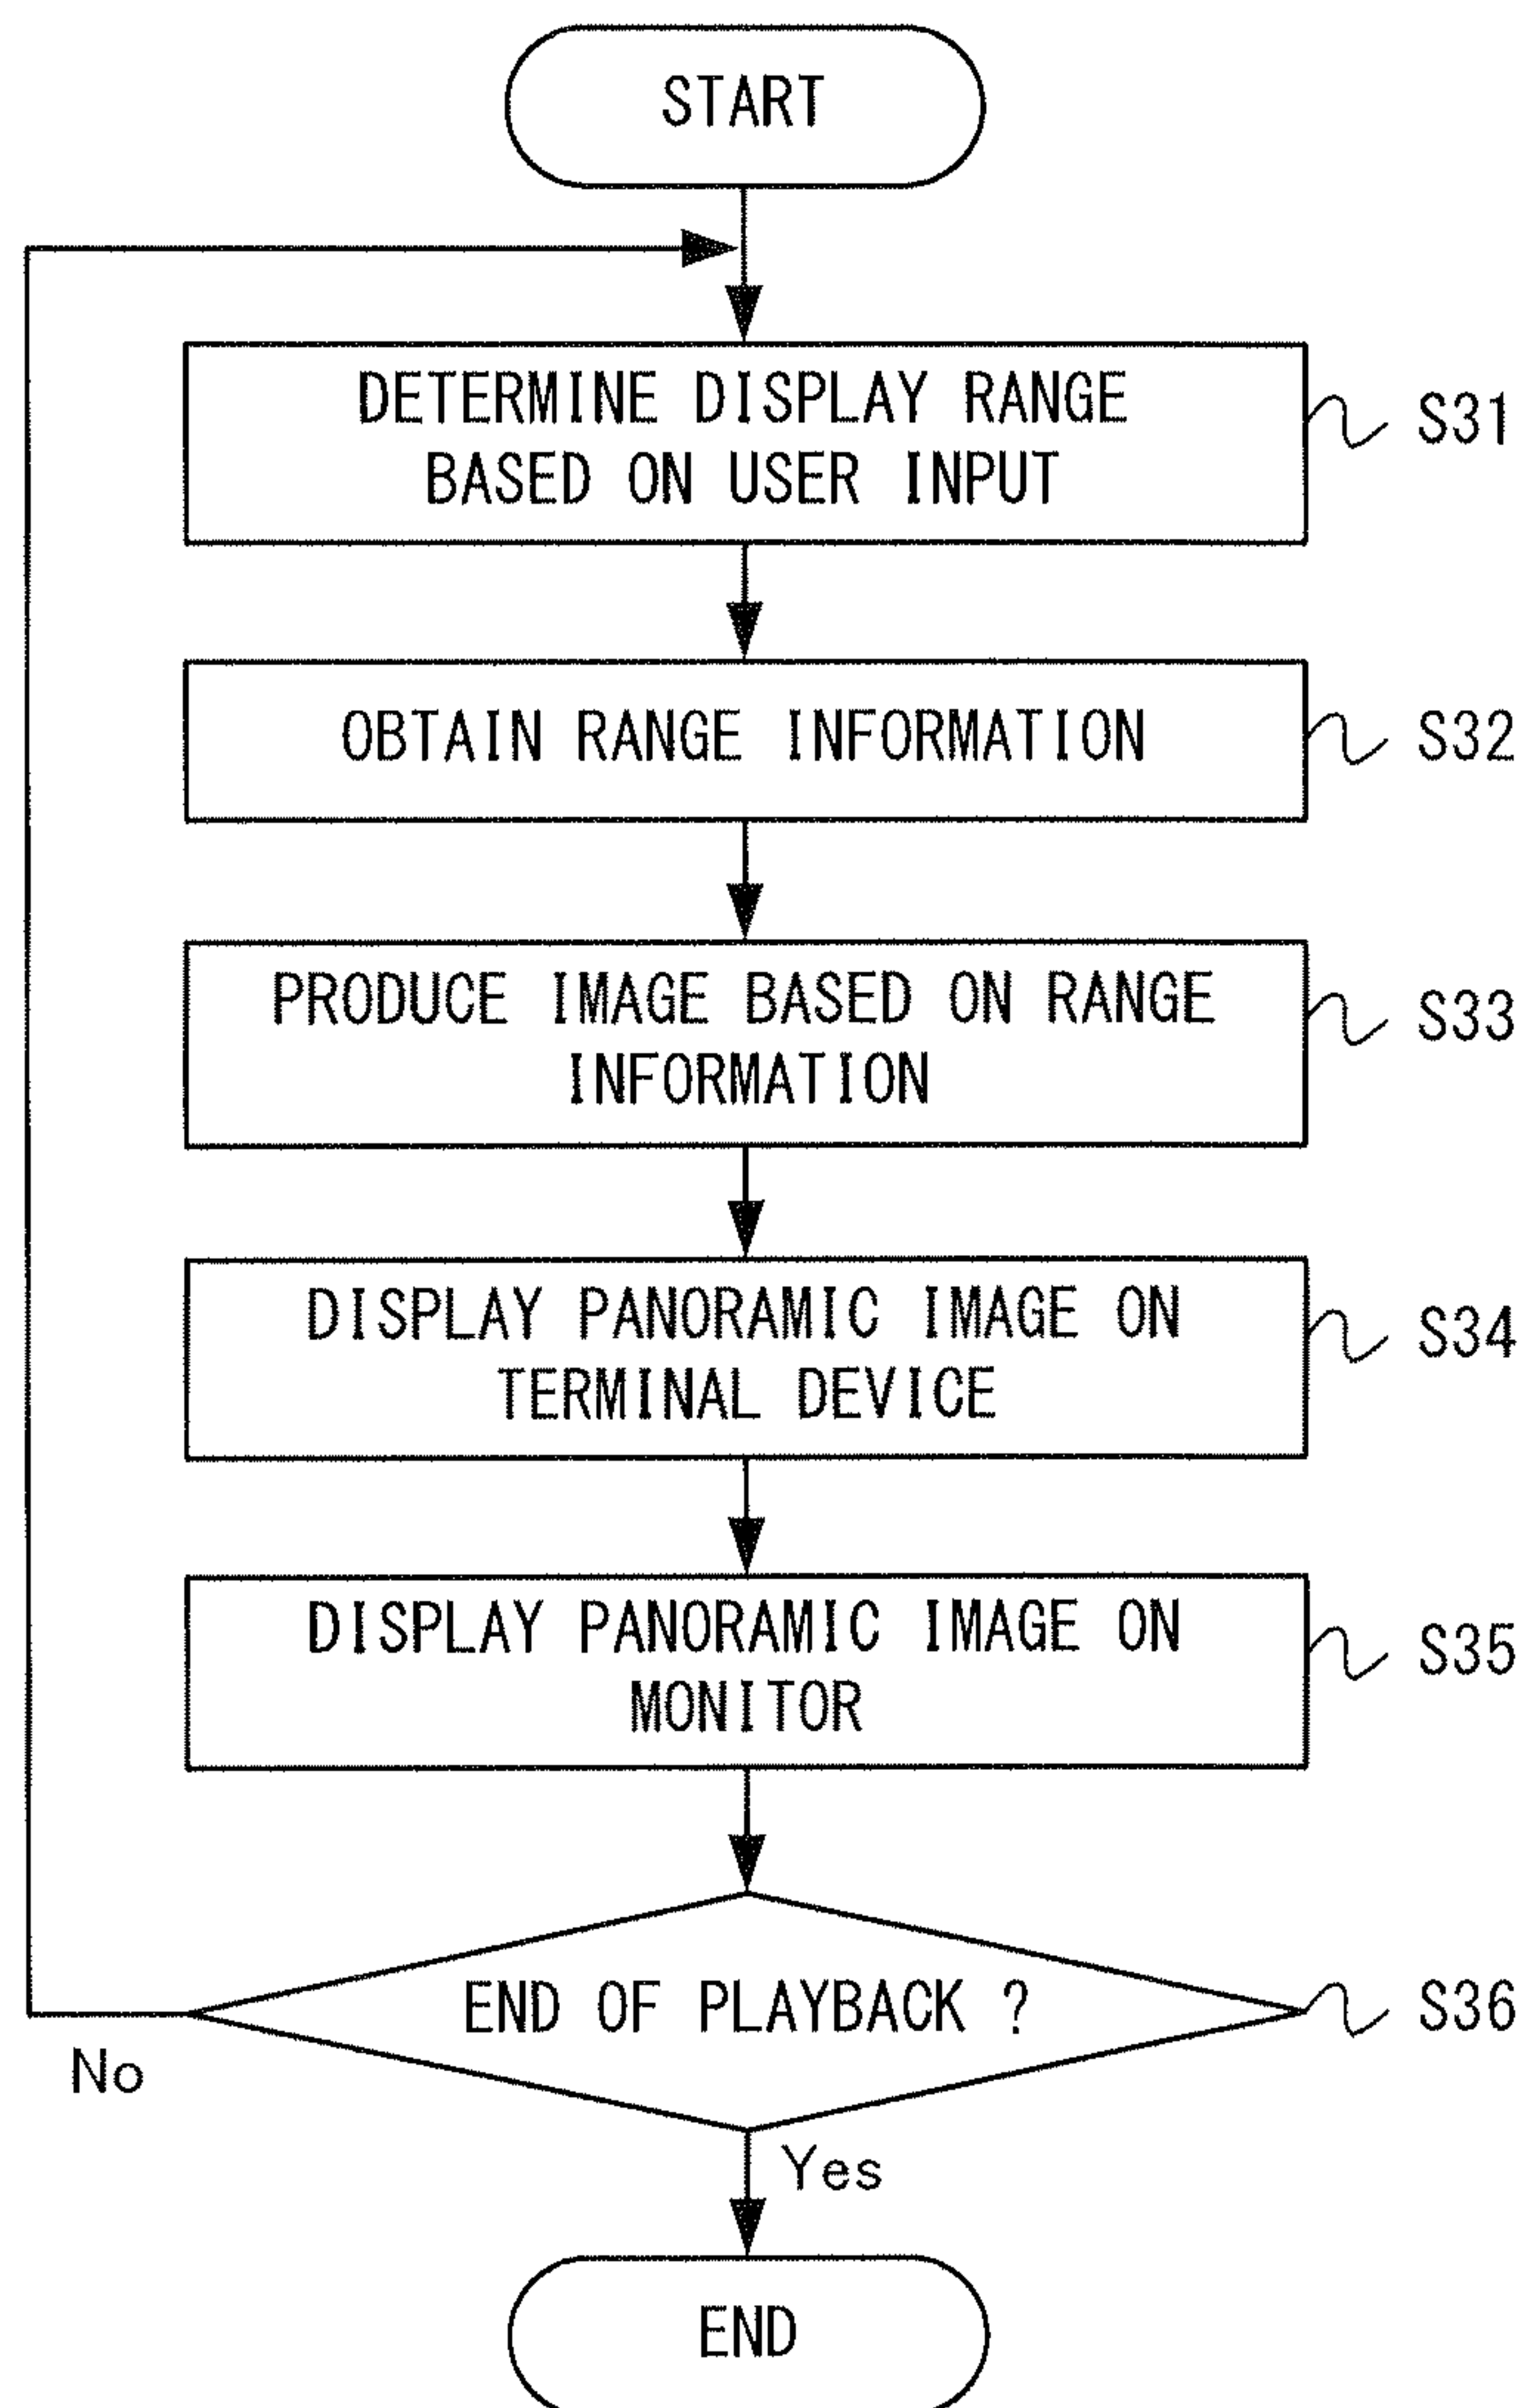 START
DETERMINE DISPLAY RANGE
BASED ON USER INPUT
S31
OBTAIN RANGE INFORMATION
S32
PRODUCE IMAGE BASED ON RANGE
INFORMATION
S33
DISPLAY PANORAMIC IMAGE ON
TERMINAL DEVICE
S34
DISPLAY PANORAMIC IMAGE ON
MONITOR
S35
END OF PLAYBACK ?
S36
No
Yes
END